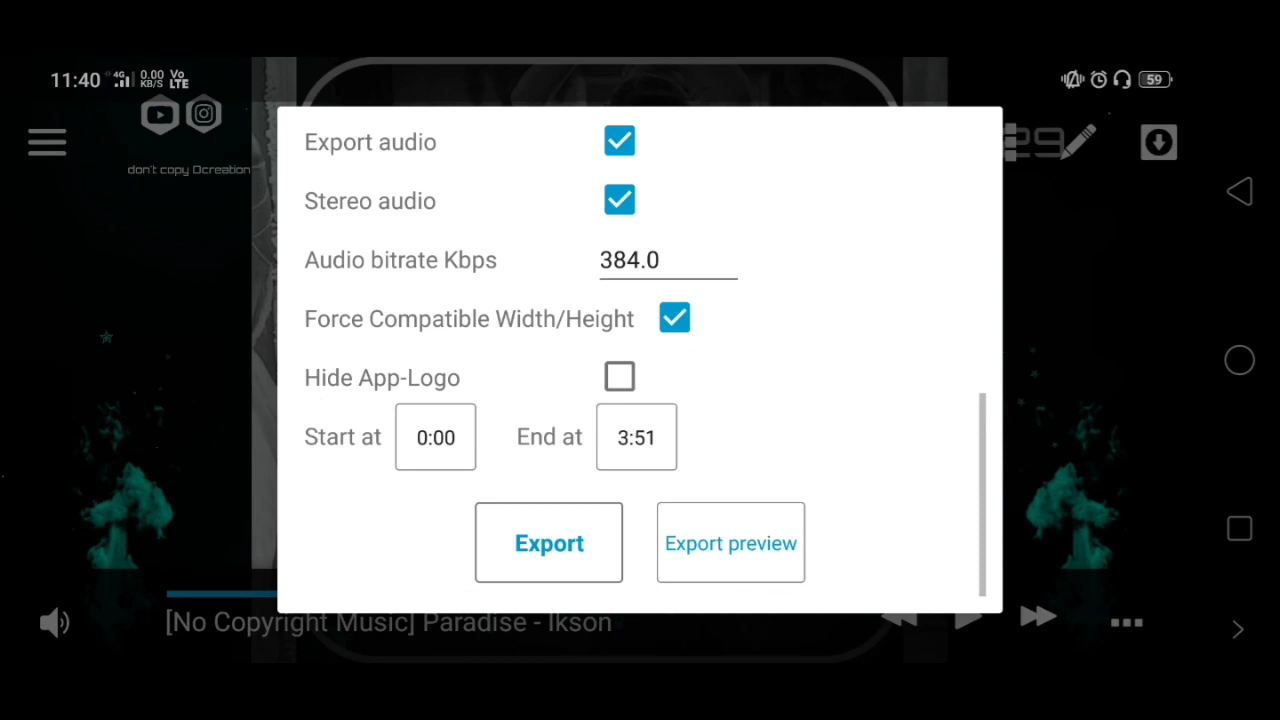 11:40 4G 0.00 KB/S Vo LTE 59
don't copy Dcreation
29
Export audio
Stereo audio
Audio bitrate Kbps 384.0
Force Compatible Width/Height
Hide App-Logo
Start at 0:00 End at 3:51
Export Export preview
[No Copyright Music] Paradise - Ikson